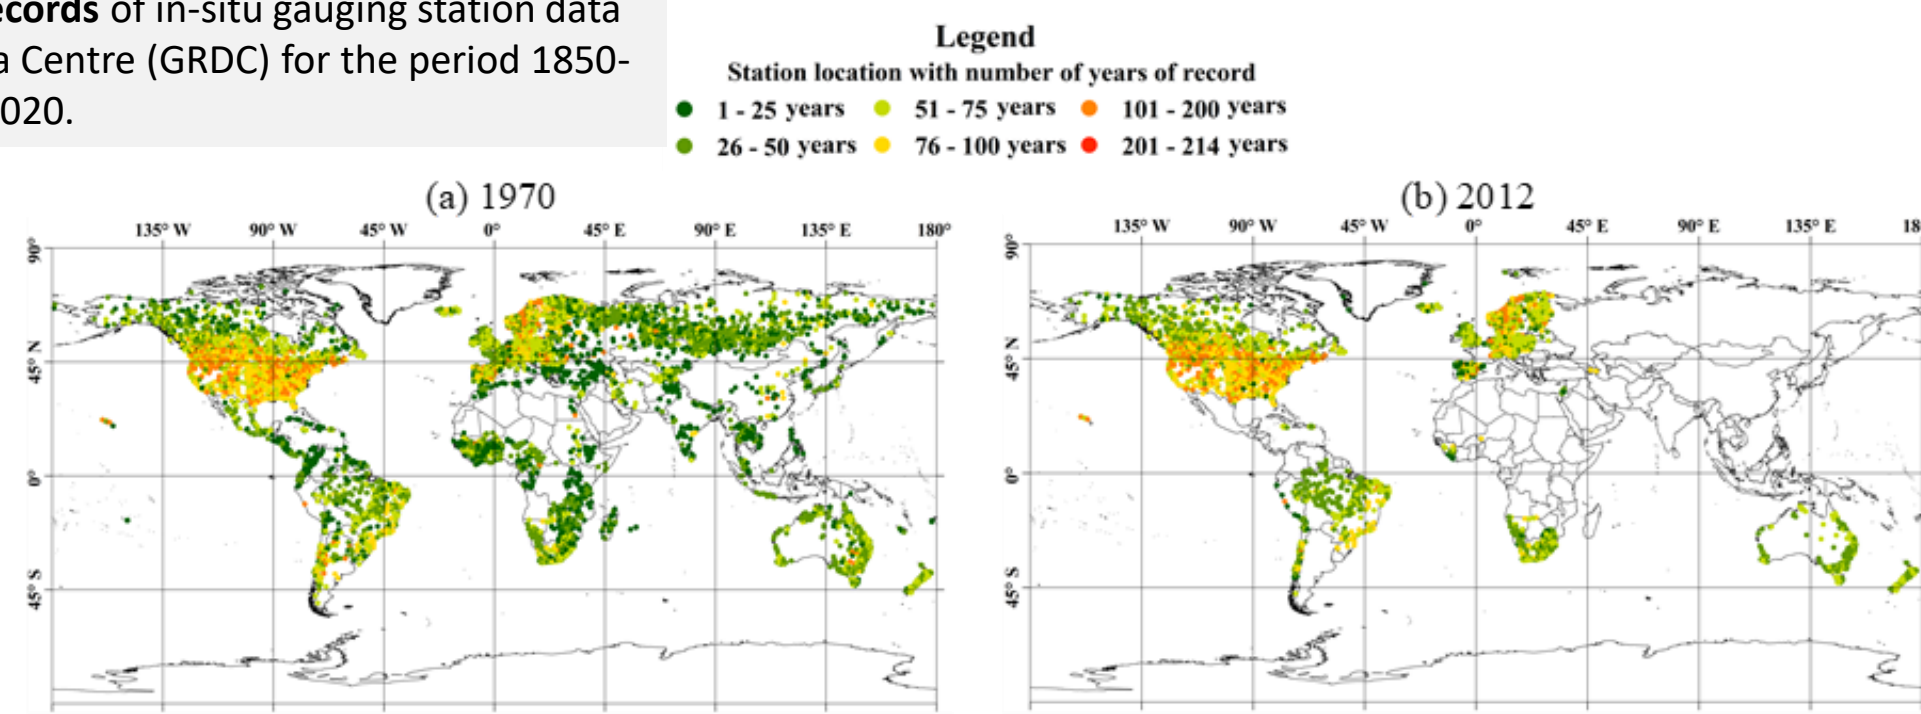 ecords of in-situ gauging station data
a Centre (GRDC) for the period 1850-
020.
Legend
Station location with number of years of record
1 - 25 years 51 - 75 years 101 - 200 years
26 - 50 years 76 - 100 years 201 - 214 years
(a) 1970
135° W 90° W 45° W 0° 45° E 90° E 135° E 180°
90°
45° N
0°
45° S
(b) 2012
135° W 90° W 45° W 0° 45° E 90° E 135° E 18
90°
45° N
0°
45° S